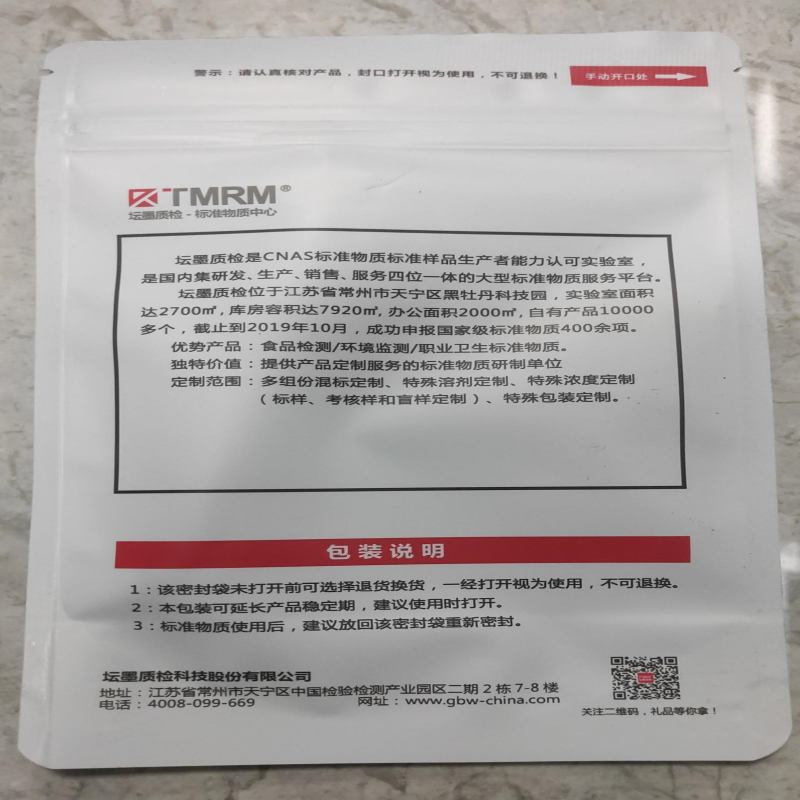 警示：请认真核对产品，封口打开视为使用，不可退换！
手动开口处
TMRM®
坛墨质检-标准物质中心
坛墨质检是CNAS标准物质标准样品生产者能力认可实验室，
是国内集研发、生产、销售、服务四位一体的大型标准物质服务平台。
坛墨质检位于江苏省常州市天宁区黑牡丹科技园，实验室面积
达2700㎡，库房容积达7920㎡，办公面积2000㎡，自有产品10000
多个，截止到2019年10月，成功申报国家级标准物质400余项。
优势产品：食品检测/环境监测/职业卫生标准物质。
独特价值：提供产品定制服务的标准物质研制单位
定制范围：多组份混标定制、特殊溶剂定制、特殊浓度定制
（标样、考核样和盲样定制）、特殊包装定制。
包装说明
1：该密封袋未打开前可选择退货换货，一经打开视为使用，不可退换。
2：本包装可延长产品稳定期，建议使用时打开。
3：标准物质使用后，建议放回该密封袋重新密封。
坛墨质检科技股份有限公司
地址：江苏省常州市天宁区中国检验检测产业园区二期2栋7-8楼
电话：4008-099-669 网址：www.gbw-china.com
关注二维码，礼品等你拿！